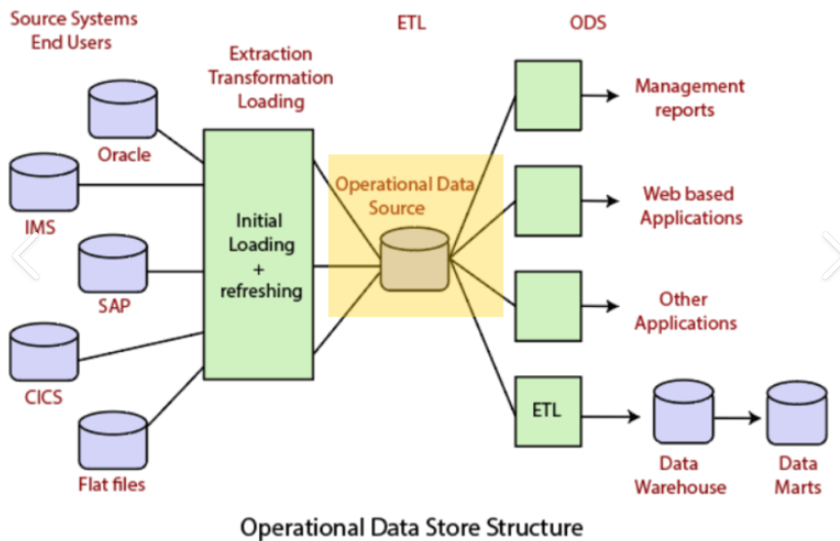 Source Systems
End Users
ETL
ODS
Extraction
Transformation
Loading
Oracle
IMS
SAP
CICS
Flat files
Initial
Loading
+
refreshing
Operational Data
Source
Management
reports
Web based
Applications
Other
Applications
ETL
Data
Warehouse
Data
Marts
Operational Data Store Structure